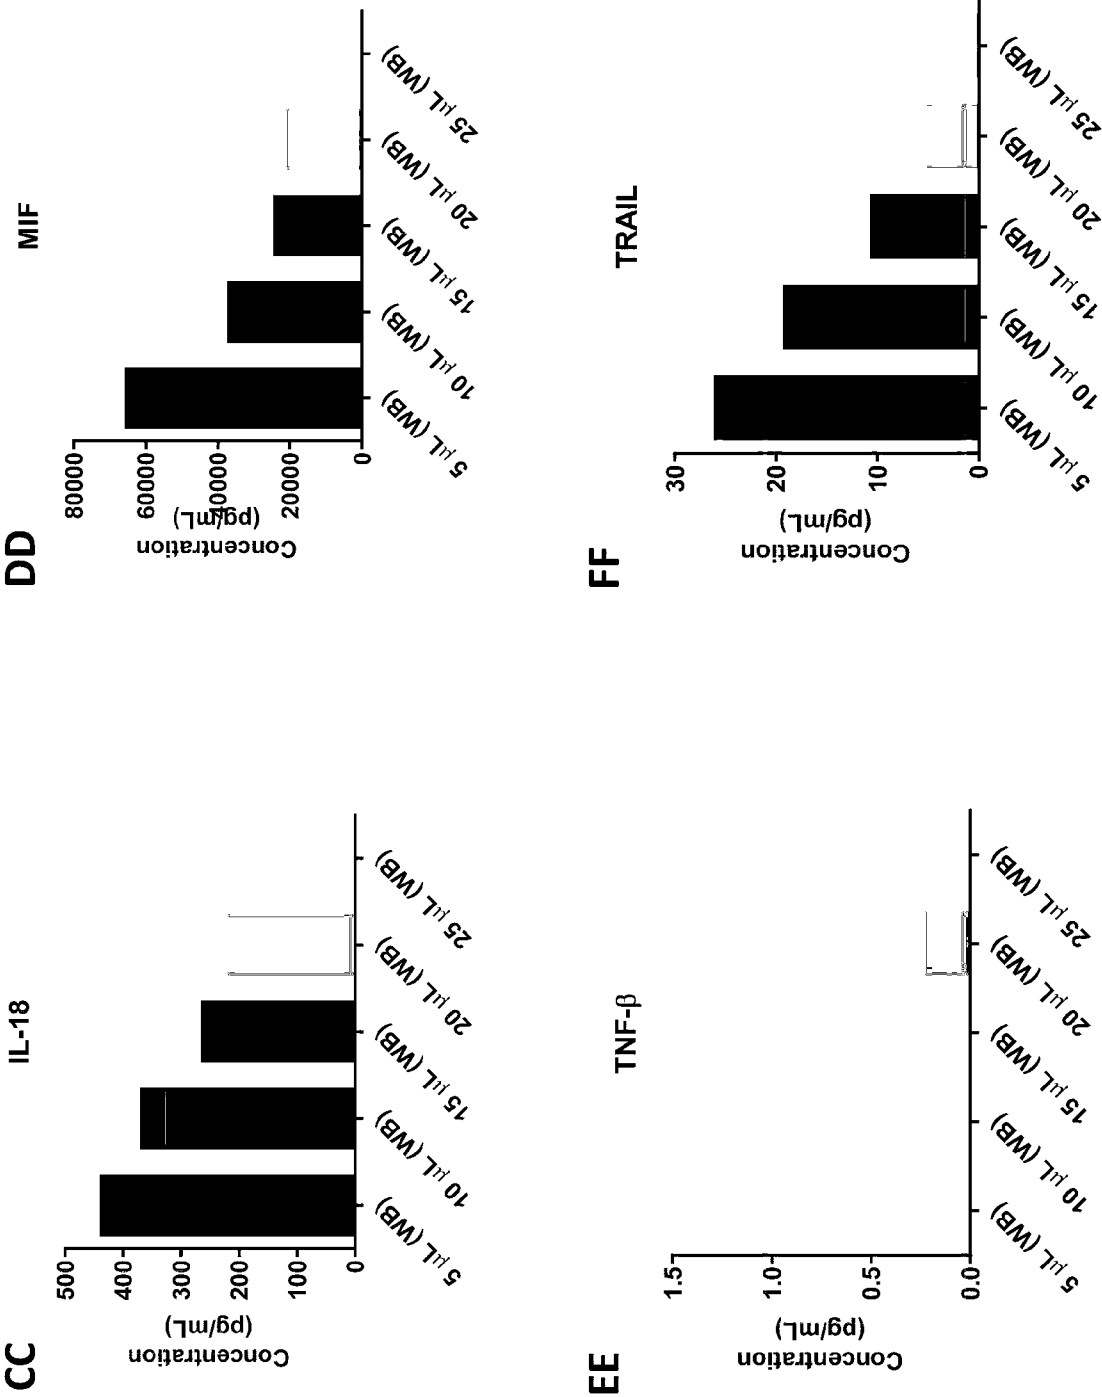 CC
IL-18
Concentration
(pg/mL)
500
400
300
200
100
0
5 µL (WB)
10 µL (WB)
15 µL (WB)
20 µL (WB)
25 µL (WB)
DD
MIF
Concentration
(pg/mL)
80000
60000
40000
20000
0
5 µL (WB)
10 µL (WB)
15 µL (WB)
20 µL (WB)
25 µL (WB)
EE
TNF-β
Concentration
(pg/mL)
1.5
1.0
0.5
0.0
5 µL (WB)
10 µL (WB)
15 µL (WB)
20 µL (WB)
25 µL (WB)
FF
TRAIL
Concentration
(pg/mL)
30
20
10
0
5 µL (WB)
10 µL (WB)
15 µL (WB)
20 µL (WB)
25 µL (WB)